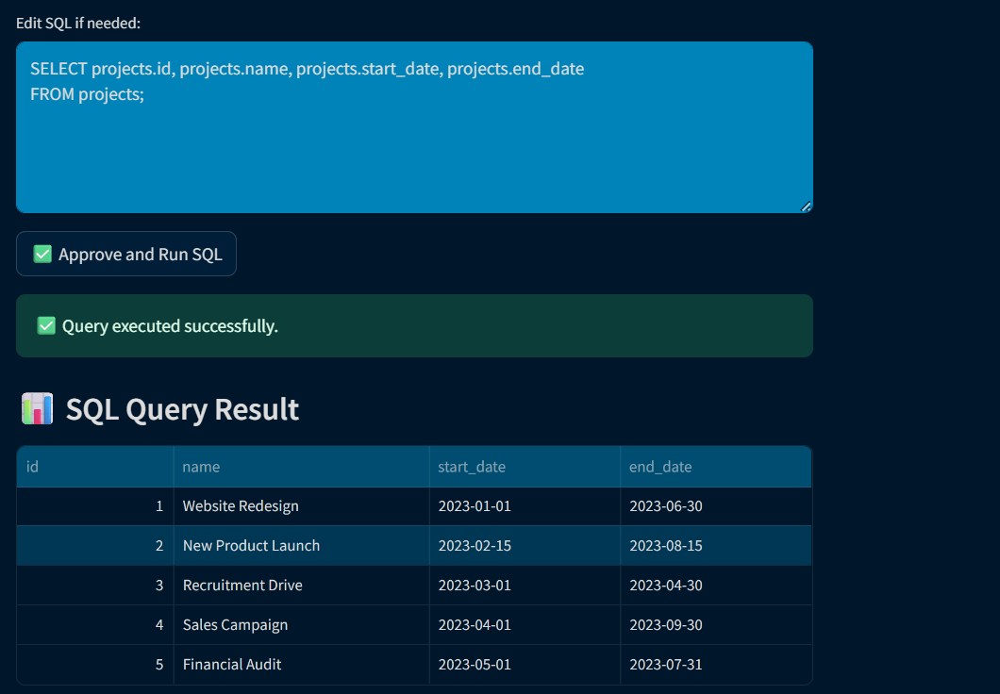 Edit SQL if needed:
SELECT projects.id, projects.name, projects.start_date, projects.end_date
FROM projects;
✅ Approve and Run SQL
✅ Query executed successfully.
📊 SQL Query Result
id name start_date end_date
1 Website Redesign 2023-01-01 2023-06-30
2 New Product Launch 2023-02-15 2023-08-15
3 Recruitment Drive 2023-03-01 2023-04-30
4 Sales Campaign 2023-04-01 2023-09-30
5 Financial Audit 2023-05-01 2023-07-31